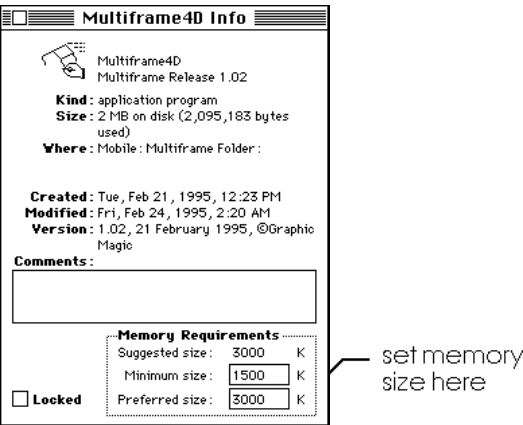 Multiframe4D Info
Multiframe4D
Multiframe Release 1.02
Kind: application program
Size: 2 MB on disk (2,095,183 bytes
used)
Where: Mobile: Multiframe Folder:
Created: Tue, Feb 21, 1995, 12:23 PM
Modified: Fri, Feb 24, 1995, 2:20 AM
Version: 1.02, 21 February 1995, ©Graphic
Magic
Comments:
Memory Requirements
Suggested size: 3000 K
Minimum size: 1500 K
Preferred size: 3000 K
Locked
set memory
size here